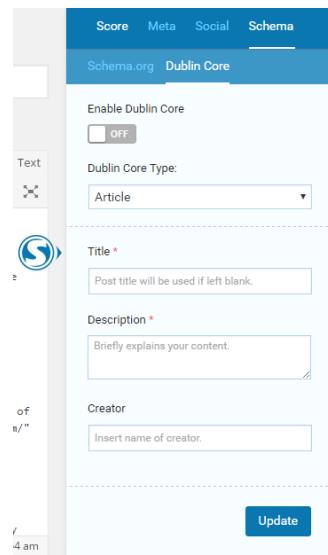 Score Meta Social Schema
Schema.org Dublin Core
Enable Dublin Core
OFF
Text
Dublin Core Type:
Article
Title *
Post title will be used if left blank.
Description *
Briefly explains your content.
of
m/"
Creator
Insert name of creator.
Update
4 am